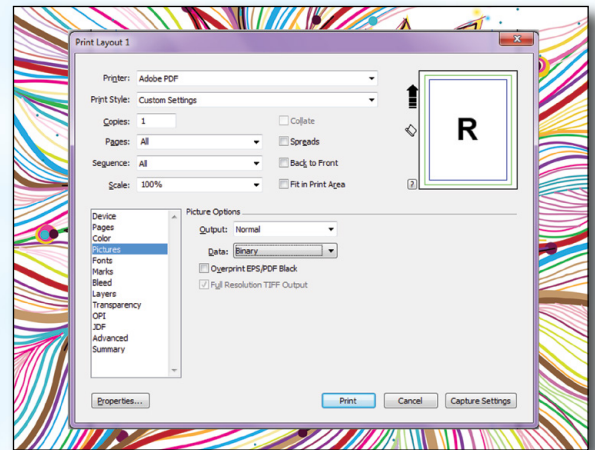 Print Layout 1
Printer: Adobe PDF
Print Style: Custom Settings
Copies: 1
Collate
Pages: All
Spreads
Sequence: All
Back to Front
Scale: 100%
Fit in Print Area
R
2
Device
Pages
Color
Pictures
Fonts
Marks
Bleed
Layers
Transparency
OPI
JDF
Advanced
Summary
Picture Options
Output: Normal
Data: Binary
Overprint EPS/PDF Black
Full Resolution TIFF Output
Properties...
Print
Cancel
Capture Settings